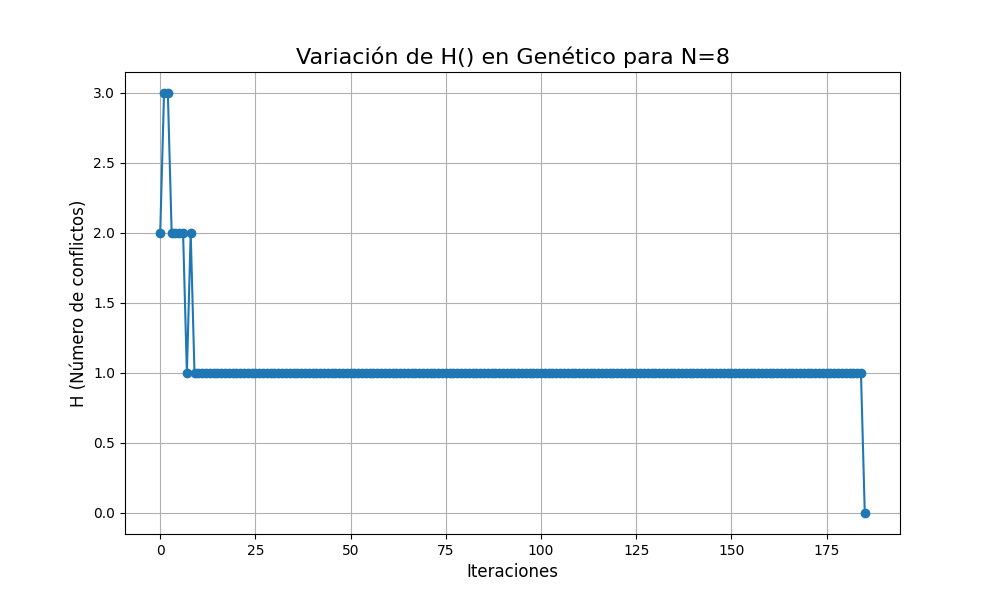 Variación de H() en Genético para N=8
H (Número de conflictos)
3.0
2.5
2.0
1.5
1.0
0.5
0.0
0 25 50 75 100 125 150 175
Iteraciones